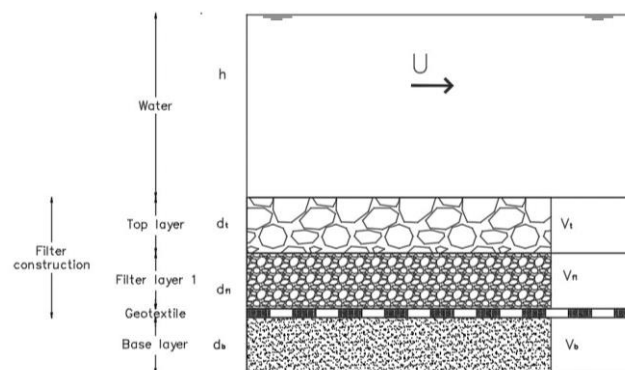 h
U
Water
Top layer
dt
Vt
Filter
construction
Filter layer 1
df1
Vf1
Geotextile
Base layer
db
Vb